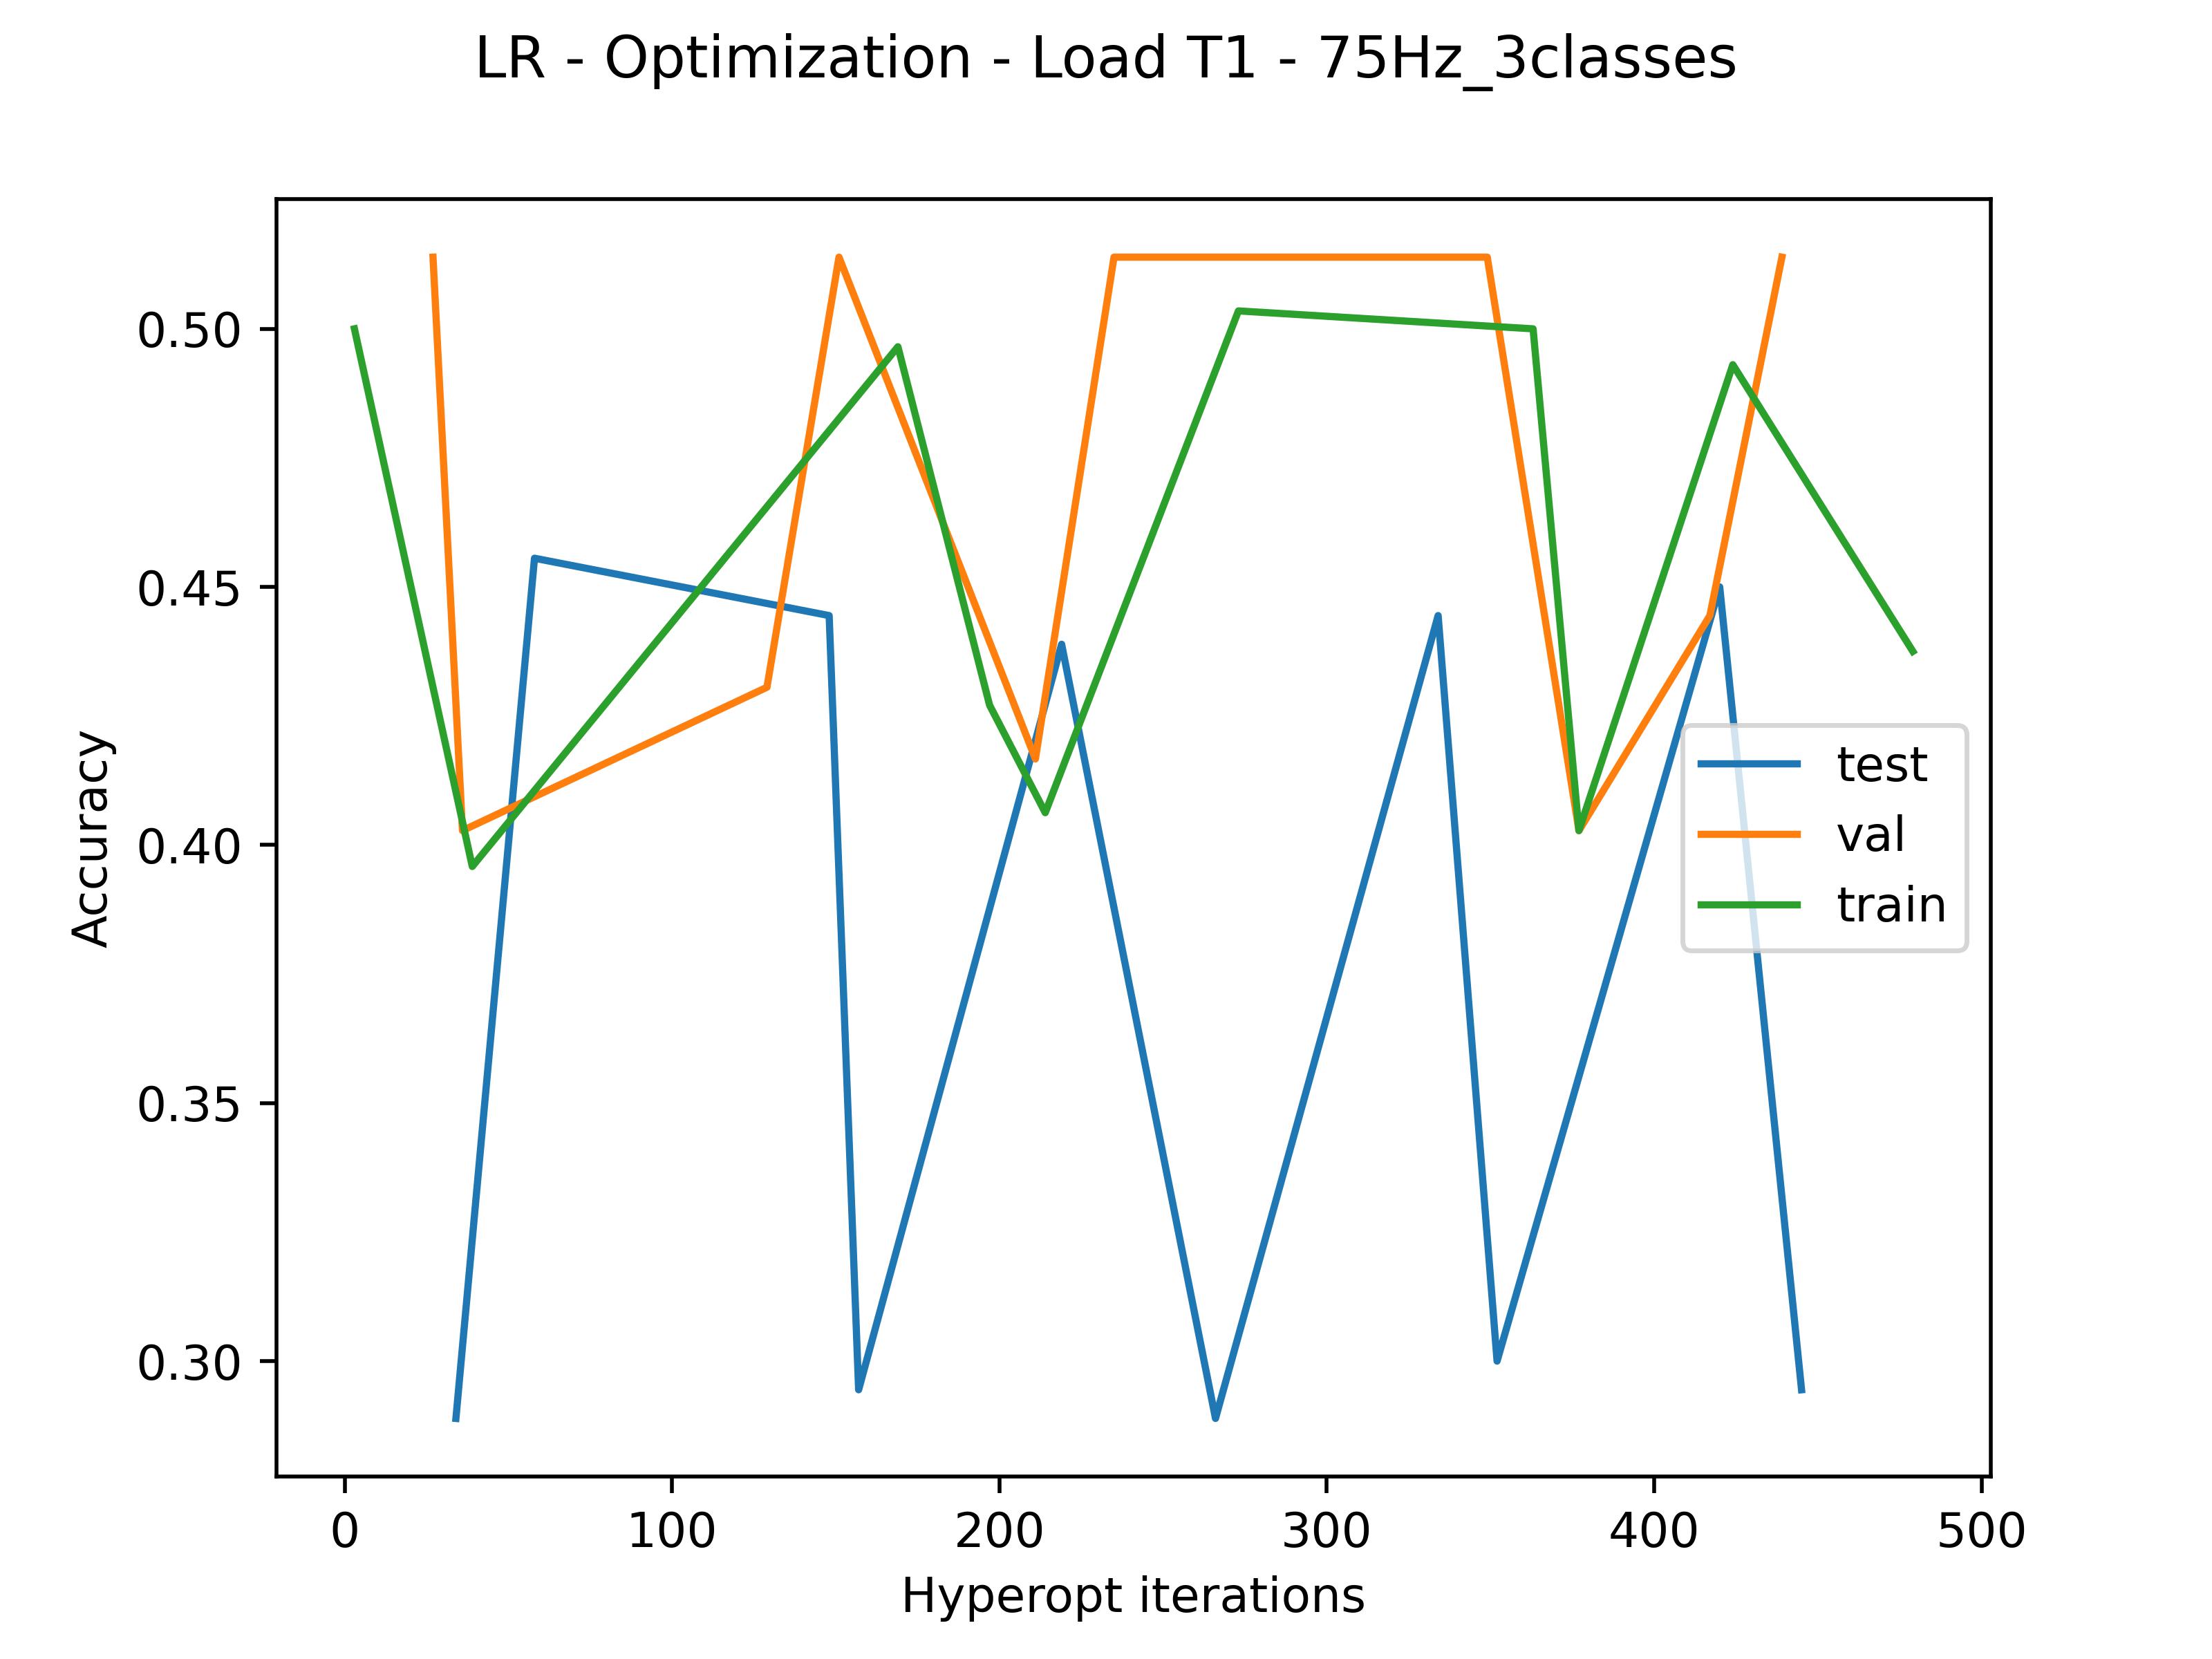 LR - Optimization - Load T1 - 75Hz_3classes
Accuracy
0.50
0.45
0.40
0.35
0.30
test
val
train
0 100 200 300 400 500
Hyperopt iterations